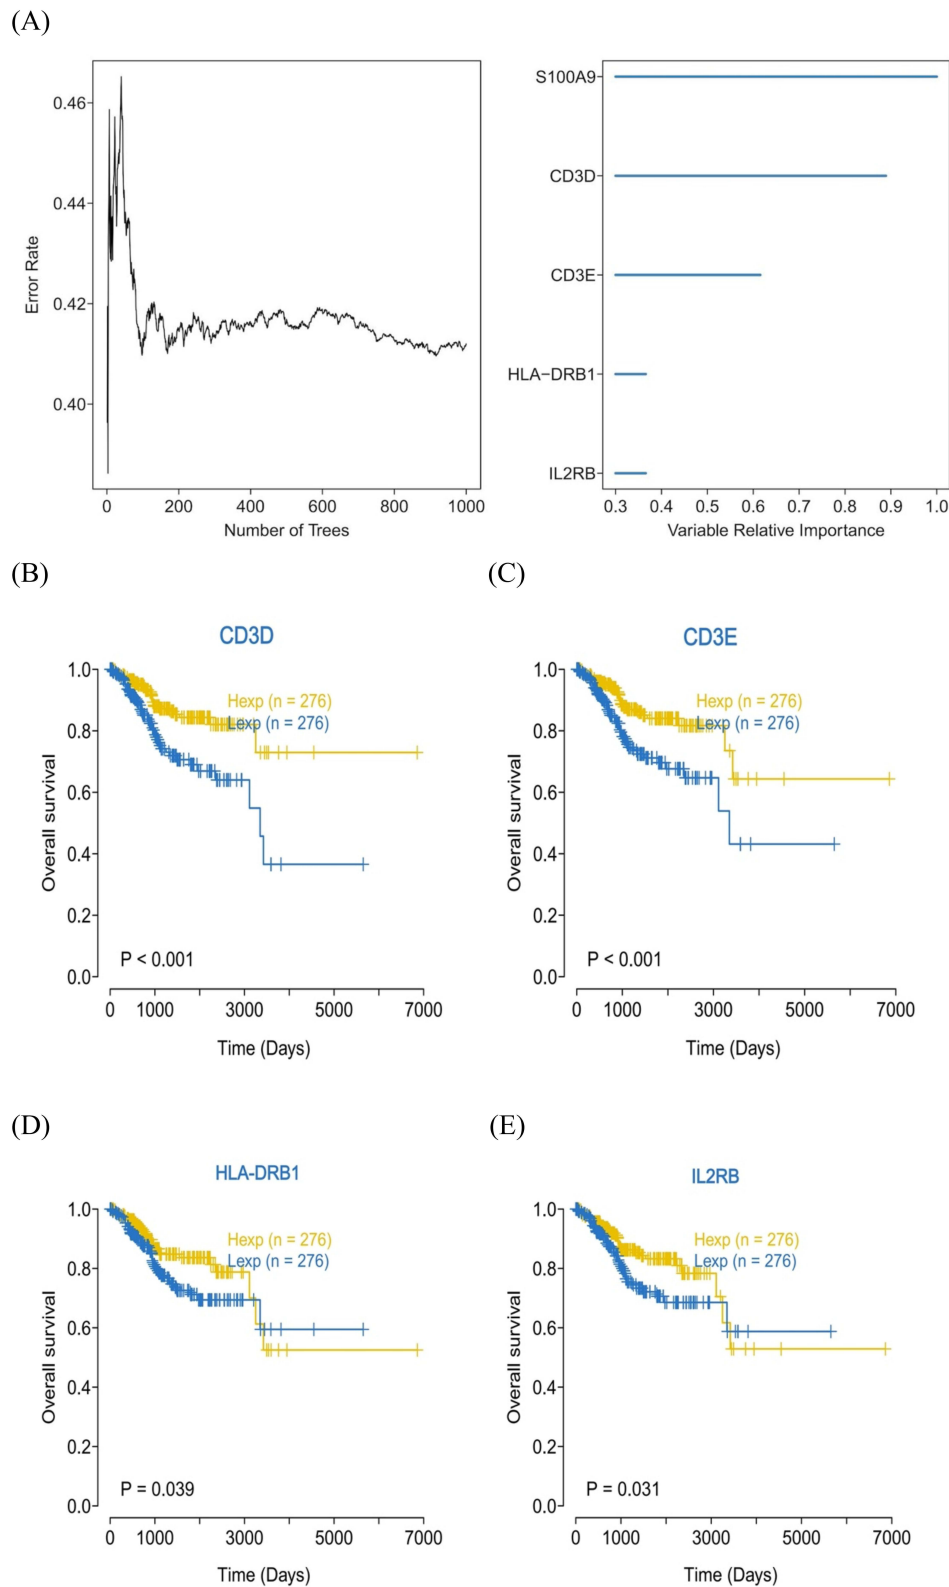 (A)
0.46
0.44
0.42
0.40
Error Rate
0 200 400 600 800 1000
Number of Trees
S100A9
CD3D
CD3E
HLA−DRB1
IL2RB
0.3 0.4 0.5 0.6 0.7 0.8 0.9 1.0
Variable Relative Importance
(B)
CD3D
Hexp (n = 276)
Lexp (n = 276)
1.0
0.8
0.6
0.4
0.2
0.0
Overall survival
P < 0.001
0 1000 3000 5000 7000
Time (Days)
(C)
CD3E
Hexp (n = 276)
Lexp (n = 276)
1.0
0.8
0.6
0.4
0.2
0.0
Overall survival
P < 0.001
0 1000 3000 5000 7000
Time (Days)
(D)
HLA-DRB1
Hexp (n = 276)
Lexp (n = 276)
1.0
0.8
0.6
0.4
0.2
0.0
Overall survival
P = 0.039
0 1000 3000 5000 7000
Time (Days)
(E)
IL2RB
Hexp (n = 276)
Lexp (n = 276)
1.0
0.8
0.6
0.4
0.2
0.0
Overall survival
P = 0.031
0 1000 3000 5000 7000
Time (Days)